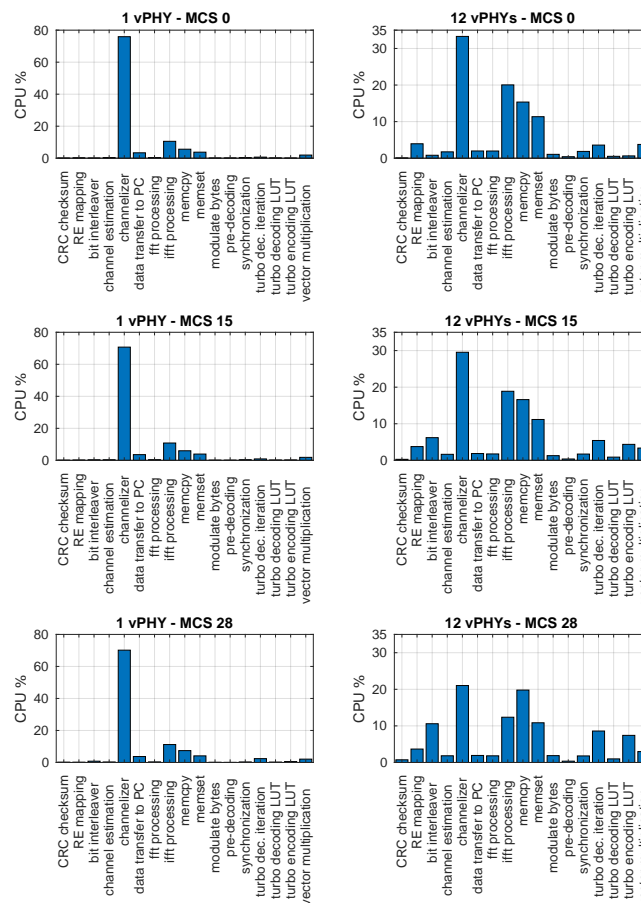 1 vPHY - MCS 0
CPU %
80
60
40
20
0
CRC checksum
RE mapping
bit interleaver
channel estimation
channelizer
data transfer to PC
fft processing
ifft processing
memcpy
memset
modulate bytes
pre-decoding
synchronization
turbo dec. iteration
turbo decoding LUT
turbo encoding LUT
vector multiplication
12 vPHYs - MCS 0
CPU %
35
30
20
10
0
CRC checksum
RE mapping
bit interleaver
channel estimation
channelizer
data transfer to PC
fft processing
ifft processing
memcpy
memset
modulate bytes
pre-decoding
synchronization
turbo dec. iteration
turbo decoding LUT
turbo encoding LUT
1 vPHY - MCS 15
CPU %
80
60
40
20
0
CRC checksum
RE mapping
bit interleaver
channel estimation
channelizer
data transfer to PC
fft processing
ifft processing
memcpy
memset
modulate bytes
pre-decoding
synchronization
turbo dec. iteration
turbo decoding LUT
turbo encoding LUT
vector multiplication
12 vPHYs - MCS 15
CPU %
35
30
20
10
0
CRC checksum
RE mapping
bit interleaver
channel estimation
channelizer
data transfer to PC
fft processing
ifft processing
memcpy
memset
modulate bytes
pre-decoding
synchronization
turbo dec. iteration
turbo decoding LUT
turbo encoding LUT
1 vPHY - MCS 28
CPU %
80
60
40
20
0
CRC checksum
RE mapping
bit interleaver
channel estimation
channelizer
data transfer to PC
fft processing
ifft processing
memcpy
memset
modulate bytes
pre-decoding
synchronization
turbo dec. iteration
turbo decoding LUT
turbo encoding LUT
vector multiplication
12 vPHYs - MCS 28
CPU %
35
30
20
10
0
CRC checksum
RE mapping
bit interleaver
channel estimation
channelizer
data transfer to PC
fft processing
ifft processing
memcpy
memset
modulate bytes
pre-decoding
synchronization
turbo dec. iteration
turbo decoding LUT
turbo encoding LUT